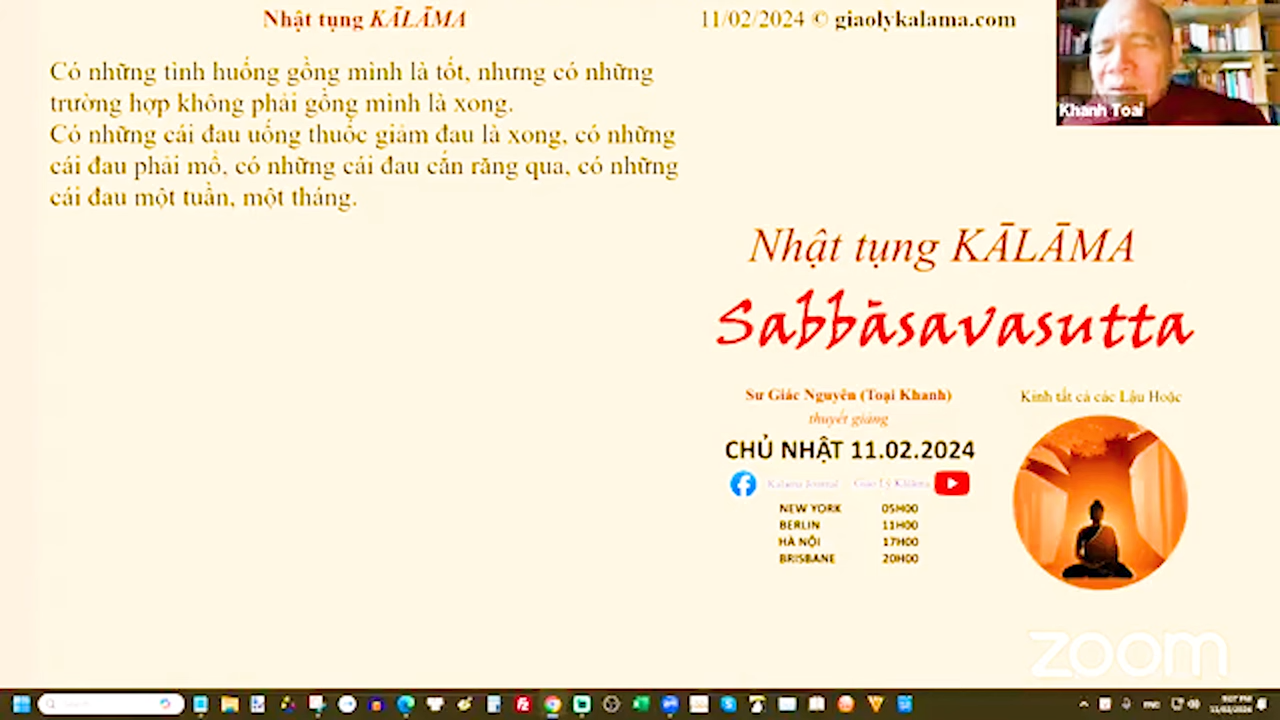 Nhật tụng KĀLĀMA
11/02/2024 © giaolykalama.com
Khanh Toai
Có những tình huống gồng mình là tốt, nhưng có những
trường hợp không phải gồng mình là xong.
Có những cái đau uống thuốc giảm đau là xong, có những
cái đau phải mổ, có những cái đau cắn răng qua, có những
cái đau một tuần, một tháng.
Nhật tụng KĀLĀMA
Sabbāsavasutta
Sư Giác Nguyên (Toại Khanh)
thuyết giảng
Kinh tất cả các Lậu Hoặc
CHỦ NHẬT 11.02.2024
Kalama Journal
NEW YORK 05H00
BERLIN 11H00
HÀ NỘI 17H00
BRISBANE 20H00
zoom